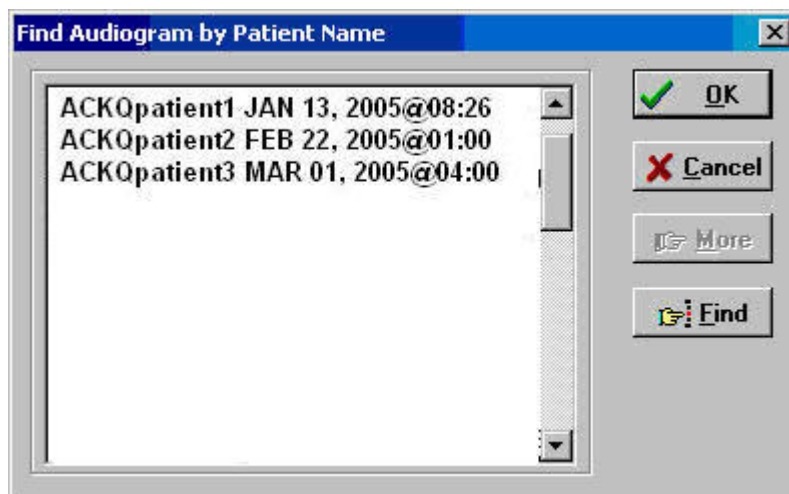 Find Audiogram by Patient Name
ACKQpatient1 JAN 13, 2005@08:26
ACKQpatient2 FEB 22, 2005@01:00
ACKQpatient3 MAR 01, 2005@04:00
OK
Cancel
More
Find